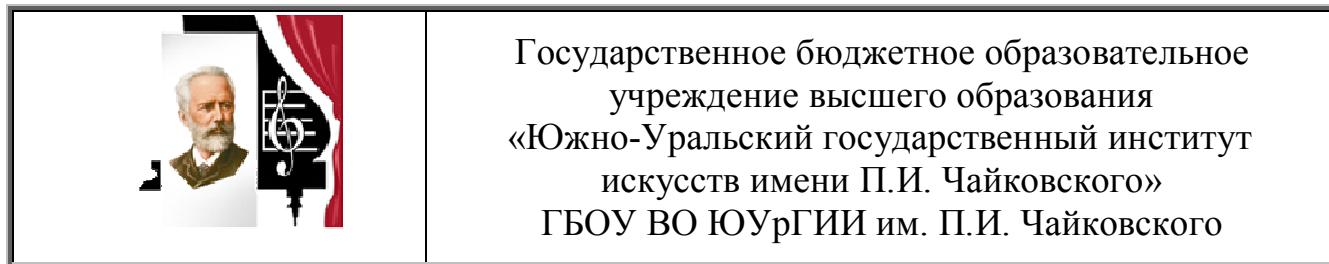 Государственное бюджетное образовательное
учреждение высшего образования
«Южно-Уральский государственный институт
искусств имени П.И. Чайковского»
ГБОУ ВО ЮУрГИИ им. П.И. Чайковского